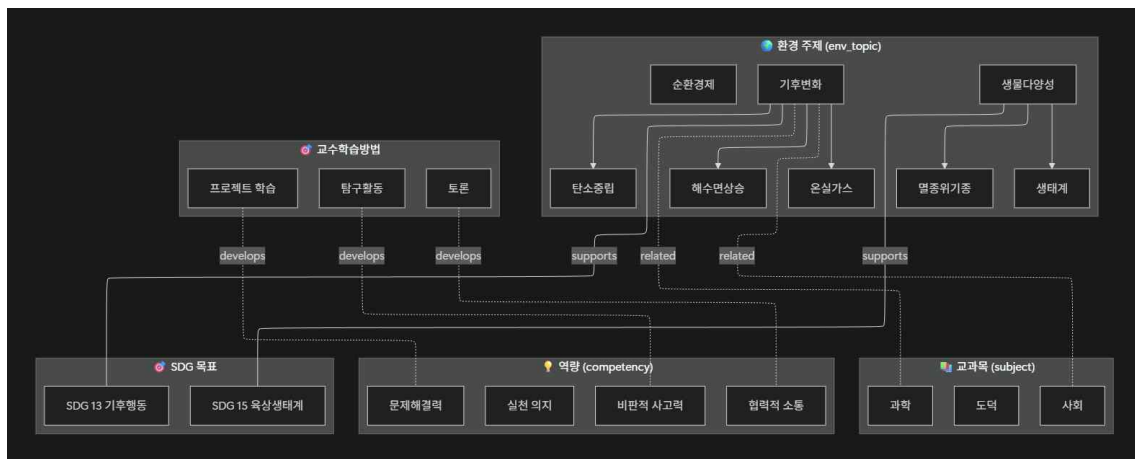 🌍 환경 주제 (env_topic)
순환경제
기후변화
생물다양성
탄소중립
해수면상승
온실가스
멸종위기종
생태계
🎯 교수학습방법
프로젝트 학습
탐구활동
토론
develops
develops
develops
supports
related
related
supports
🎯 SDG 목표
SDG 13 기후행동
SDG 15 육상생태계
💡 역량 (competency)
문제해결력
실천 의지
비판적 사고력
협력적 소통
📚 교과목 (subject)
과학
도덕
사회